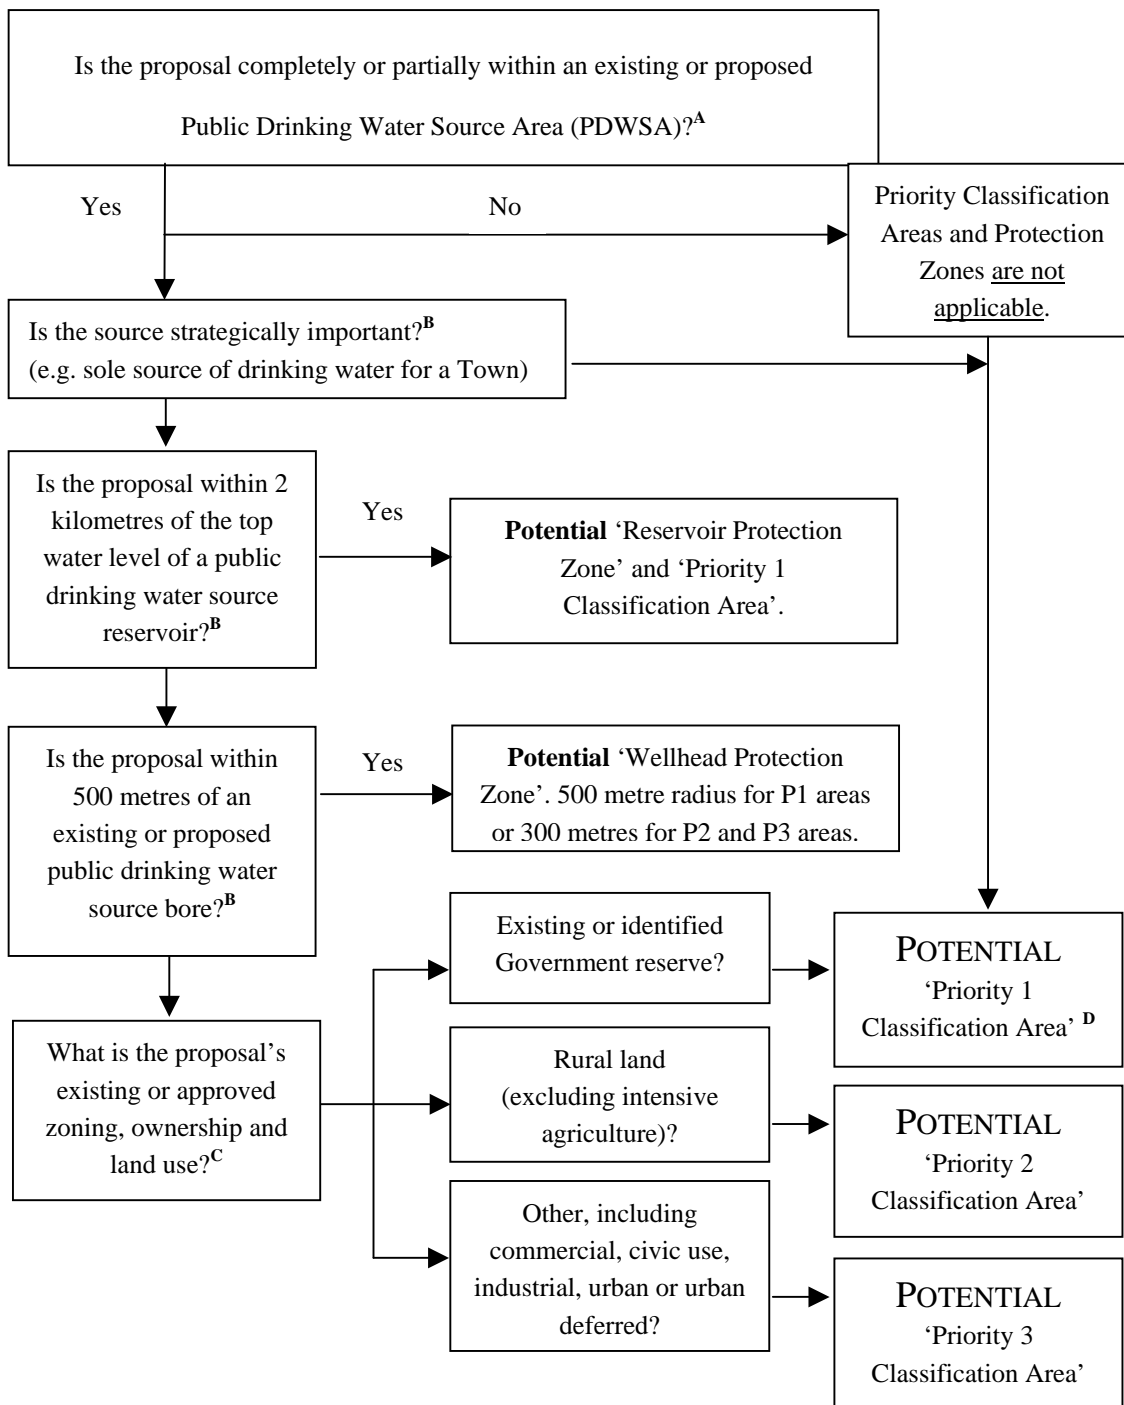 Is the proposal completely or partially within an existing or proposed
Public Drinking Water Source Area (PDWSA)?A
Yes
No
Priority Classification
Areas and Protection
Zones are not
applicable.
Is the source strategically important?B
(e.g. sole source of drinking water for a Town)
Is the proposal within 2
kilometres of the top
water level of a public
drinking water source
reservoir?B
Yes
Potential ‘Reservoir Protection
Zone’ and ‘Priority 1
Classification Area’.
Is the proposal within
500 metres of an
existing or proposed
public drinking water
source bore?B
Yes
Potential ‘Wellhead Protection
Zone’. 500 metre radius for P1 areas
or 300 metres for P2 and P3 areas.
What is the proposal’s
existing or approved
zoning, ownership and
land use?C
Existing or identified
Government reserve?
POTENTIAL
‘Priority 1
Classification Area’ D
Rural land
(excluding intensive
agriculture)?
POTENTIAL
‘Priority 2
Classification Area’
Other, including
commercial, civic use,
industrial, urban or urban
deferred?
POTENTIAL
‘Priority 3
Classification Area’